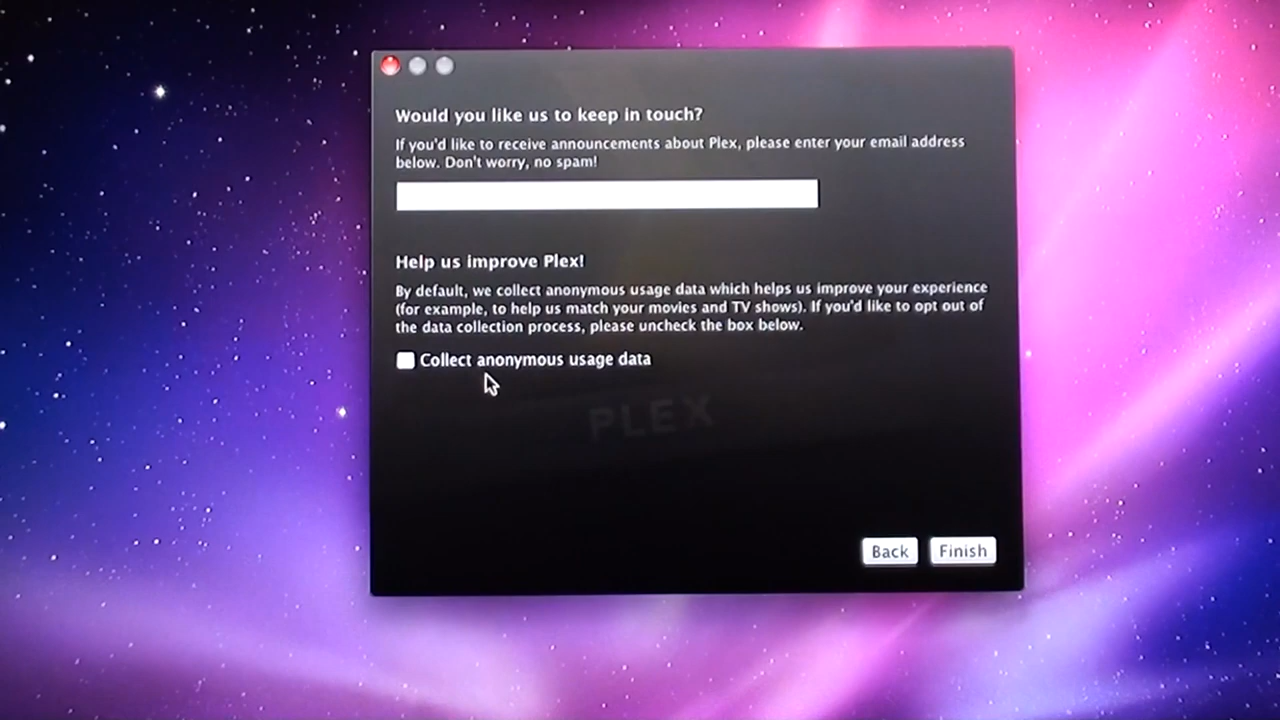 Would you like us to keep in touch?
If you'd like to receive announcements about Plex, please enter your email address
below. Don't worry, no spam!
Help us improve Plex!
By default, we collect anonymous usage data which helps us improve your experience
(for example, to help us match your movies and TV shows). If you'd like to opt out of
the data collection process, please uncheck the box below.
Collect anonymous usage data
PLEX
Back Finish